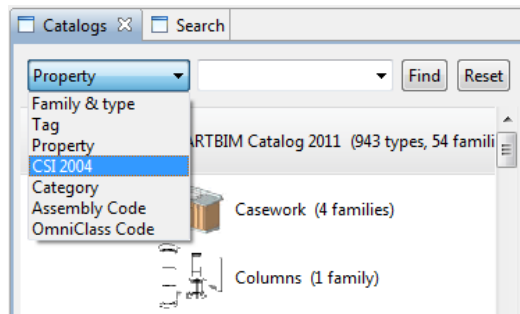 Catalogs Search
Property Find Reset
Family & type
Tag
Property
CSI 2004
Category
Assembly Code
OmniClass Code
RTBIM Catalog 2011 (943 types, 54 famili
Casework (4 families)
Columns (1 family)